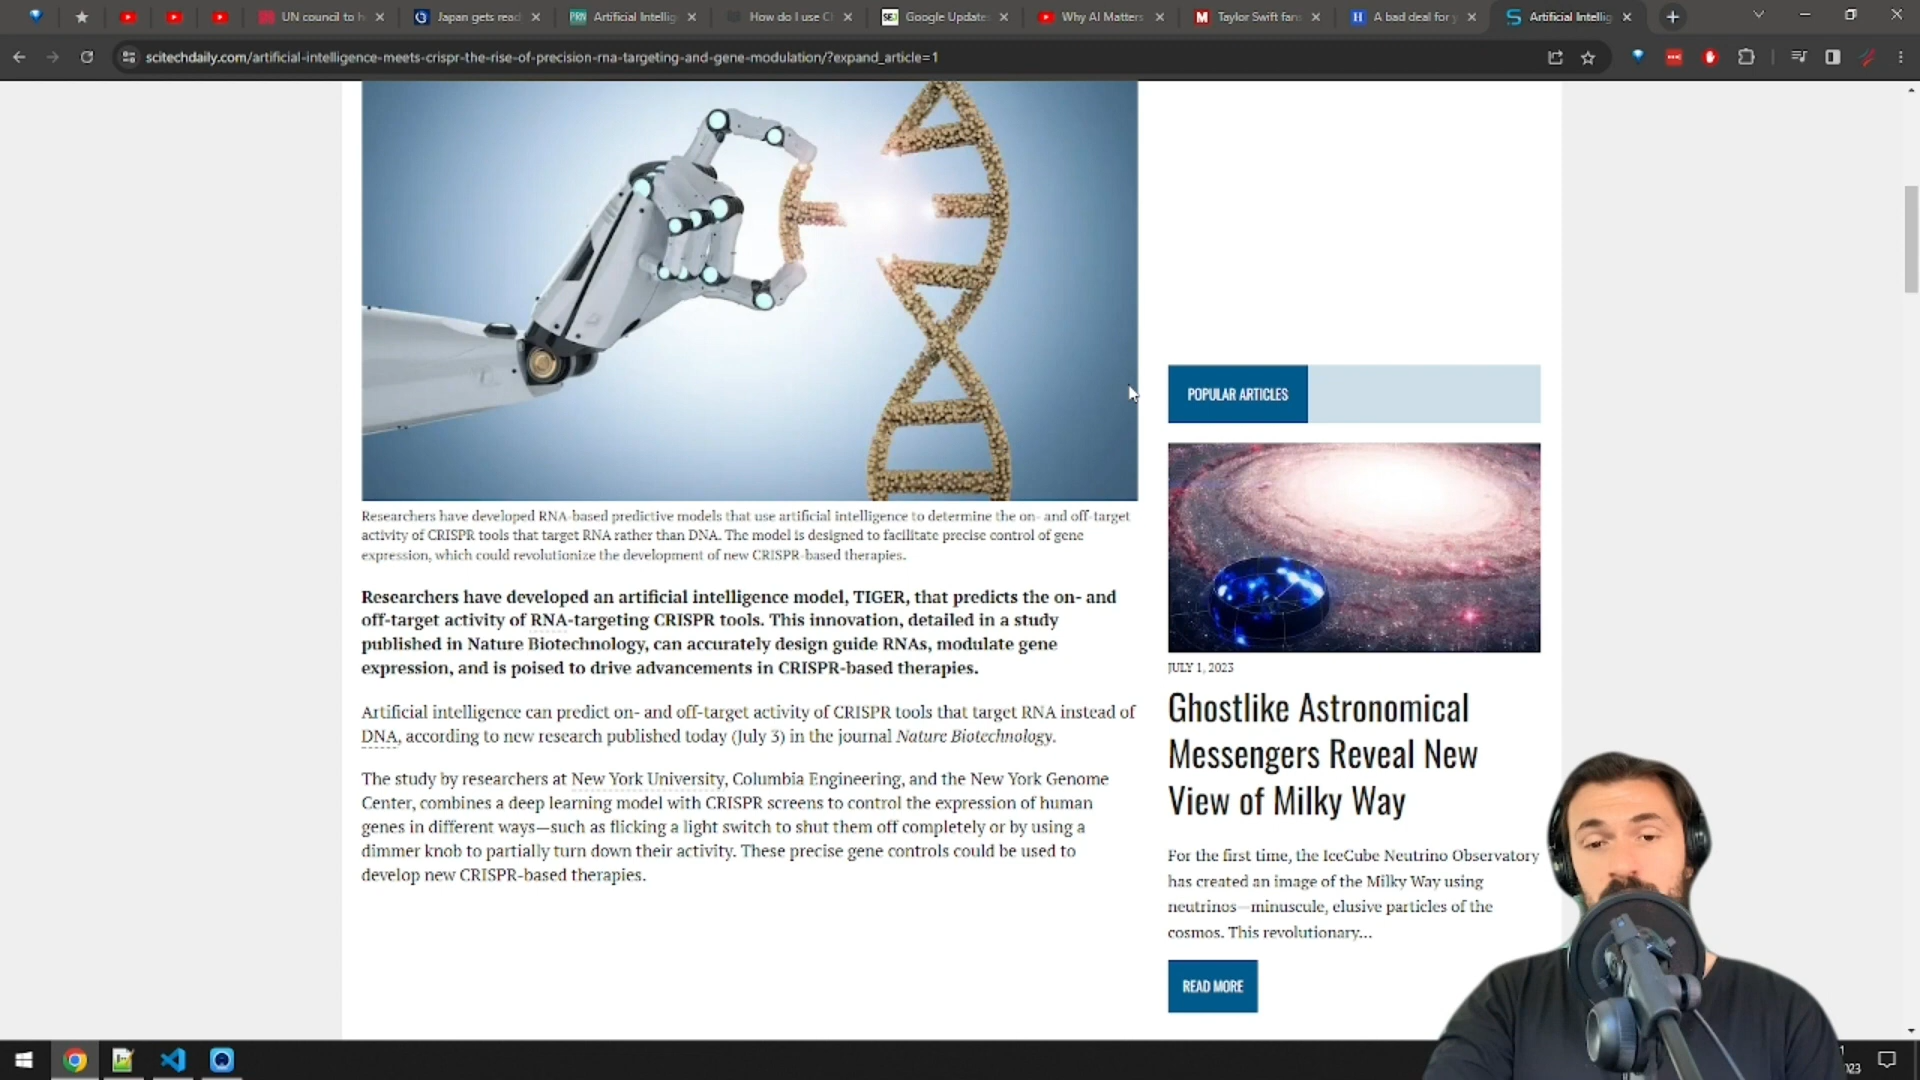 UN council to h
Japan gets read
PRN
Artificial Intellig
How do I use C
SEJ
Google Update
Why AI Matters
Taylor Swift fan
H
A bad deal for y
Artificial Intellig
scitechdaily.com/artificial-intelligence-meets-crispr-the-rise-of-precision-rna-targeting-and-gene-modulation/?expand_article=1
Researchers have developed RNA-based predictive models that use artificial intelligence to determine the on- and off-target
activity of CRISPR tools that target RNA rather than DNA. The model is designed to facilitate precise control of gene
expression, which could revolutionize the development of new CRISPR-based therapies.
Researchers have developed an artificial intelligence model, TIGER, that predicts the on- and
off-target activity of RNA-targeting CRISPR tools. This innovation, detailed in a study
published in Nature Biotechnology, can accurately design guide RNAs, modulate gene
expression, and is poised to drive advancements in CRISPR-based therapies.
Artificial intelligence can predict on- and off-target activity of CRISPR tools that target RNA instead of
DNA, according to new research published today (July 3) in the journal Nature Biotechnology.
The study by researchers at New York University, Columbia Engineering, and the New York Genome
Center, combines a deep learning model with CRISPR screens to control the expression of human
genes in different ways—such as flicking a light switch to shut them off completely or by using a
dimmer knob to partially turn down their activity. These precise gene controls could be used to
develop new CRISPR-based therapies.
POPULAR ARTICLES
JULY 1, 2023
Ghostlike Astronomical
Messengers Reveal New
View of Milky Way
For the first time, the IceCube Neutrino Observatory
has created an image of the Milky Way using
neutrinos—minuscule, elusive particles of the
cosmos. This revolutionary...
READ MORE